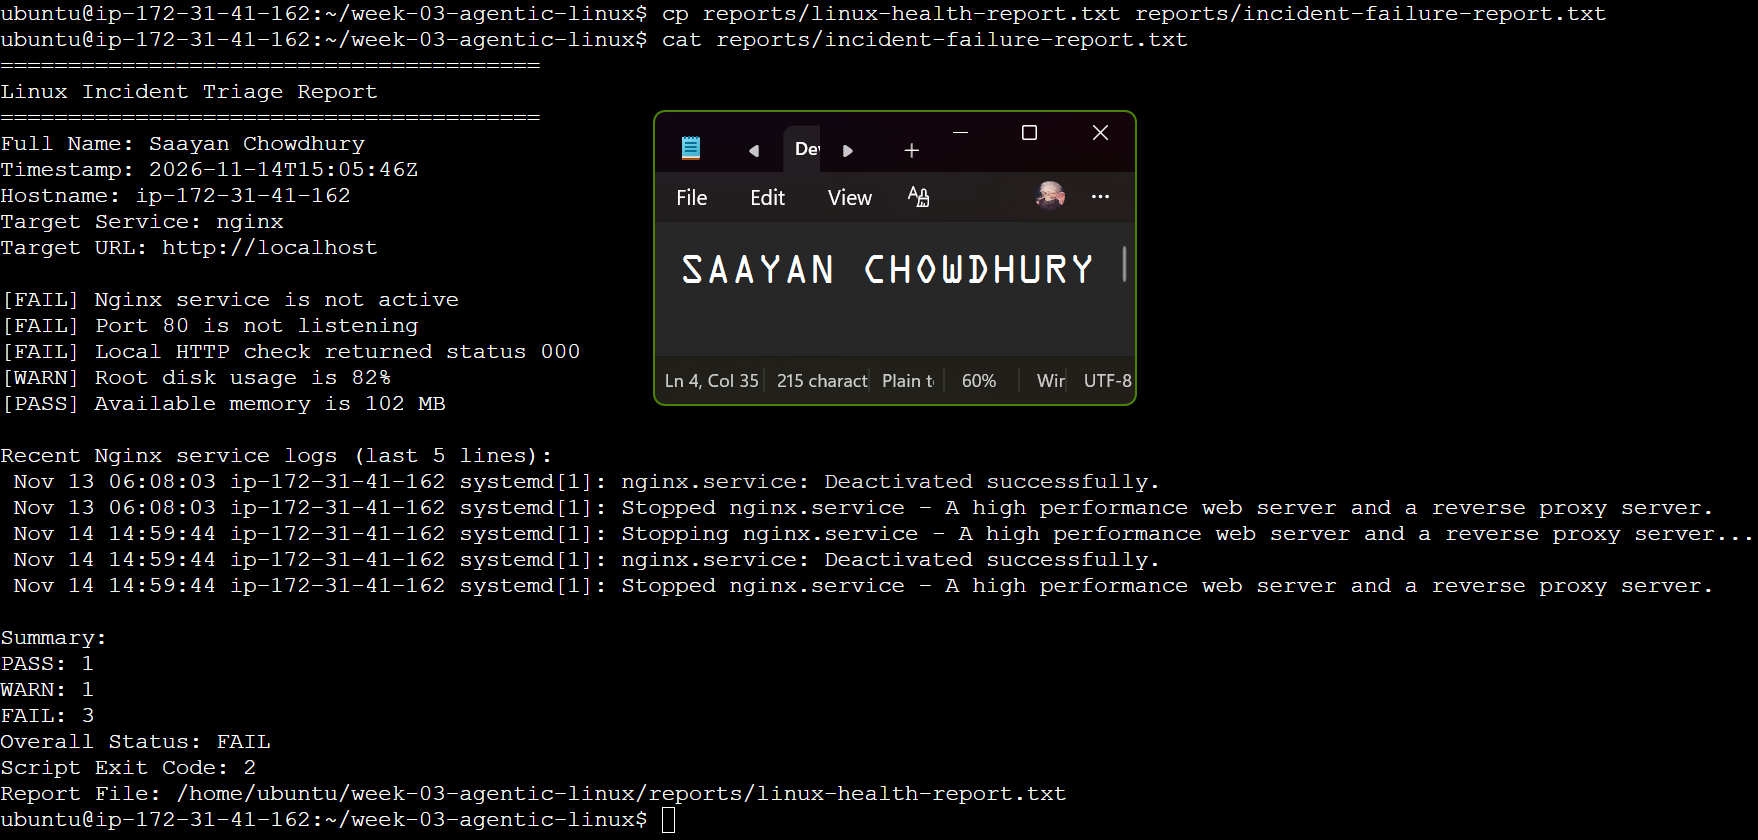 ubuntu@ip-172-31-41-162:~/week-03-agentic-linux$ cp reports/linux-health-report.txt reports/incident-failure-report.txt
ubuntu@ip-172-31-41-162:~/week-03-agentic-linux$ cat reports/incident-failure-report.txt
========================================
Linux Incident Triage Report
========================================
Full Name: Saayan Chowdhury
Timestamp: 2026-11-14T15:05:46Z
Hostname: ip-172-31-41-162
Target Service: nginx
Target URL: http://localhost
[FAIL] Nginx service is not active
[FAIL] Port 80 is not listening
[FAIL] Local HTTP check returned status 000
[WARN] Root disk usage is 82%
[PASS] Available memory is 102 MB
Recent Nginx service logs (last 5 lines):
Nov 13 06:08:03 ip-172-31-41-162 systemd[1]: nginx.service: Deactivated successfully.
Nov 13 06:08:03 ip-172-31-41-162 systemd[1]: Stopped nginx.service - A high performance web server and a reverse proxy server.
Nov 14 14:59:44 ip-172-31-41-162 systemd[1]: Stopping nginx.service - A high performance web server and a reverse proxy server...
Nov 14 14:59:44 ip-172-31-41-162 systemd[1]: nginx.service: Deactivated successfully.
Nov 14 14:59:44 ip-172-31-41-162 systemd[1]: Stopped nginx.service - A high performance web server and a reverse proxy server.
Summary:
PASS: 1
WARN: 1
FAIL: 3
Overall Status: FAIL
Script Exit Code: 2
Report File: /home/ubuntu/week-03-agentic-linux/reports/linux-health-report.txt
ubuntu@ip-172-31-41-162:~/week-03-agentic-linux$
De
File Edit View
SAAYAN CHOWDHURY
Ln 4, Col 35 215 charact Plain t 60% Wir UTF-8